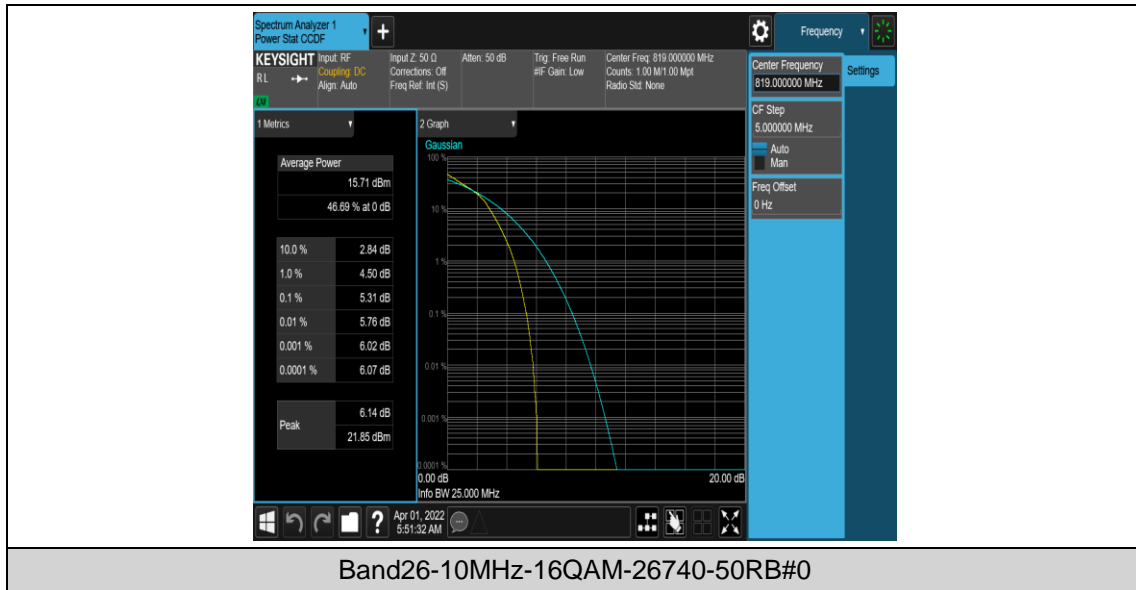 Spectrum Analyzer 1
Power Stat CCDF
+
Frequency
KEYSIGHT
RL
LXI
Input: RF
Coupling: DC
Align: Auto
Input Z: 50 Ω
Corrections: Off
Freq Ref: Int (S)
Atten: 50 dB
Trig: Free Run
#IF Gain: Low
Center Freq: 819.000000 MHz
Counts: 1.00 M/1.00 Mpt
Radio Std: None
Center Frequency
819.000000 MHz
Settings
CF Step
5.000000 MHz
Auto
Man
Freq Offset
0 Hz
1 Metrics
Average Power
15.71 dBm
46.69 % at 0 dB
10.0 % 2.84 dB
1.0 % 4.50 dB
0.1 % 5.31 dB
0.01 % 5.76 dB
0.001 % 6.02 dB
0.0001 % 6.07 dB
Peak 6.14 dB
21.85 dBm
2 Graph
Gaussian
100 %
10 %
1 %
0.1 %
0.01 %
0.001 %
0.0001 %
0.00 dB 20.00 dB
Info BW 25.000 MHz
?
Apr 01, 2022
5:51:32 AM
Band26-10MHz-16QAM-26740-50RB#0